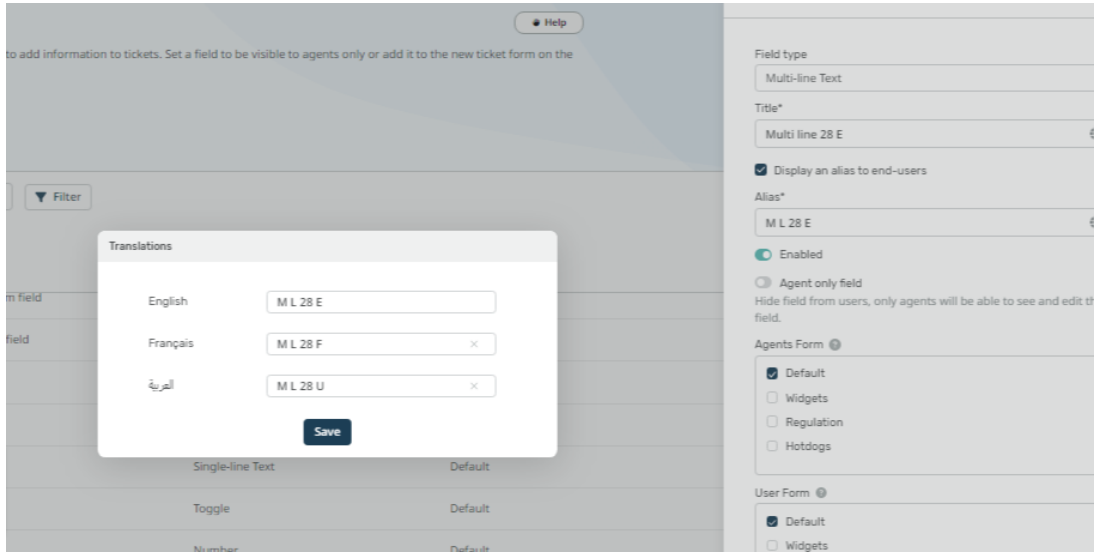 Help
to add information to tickets. Set a field to be visible to agents only or add it to the new ticket form on the
Filter
m field
field
Translations
English
M L 28 E
Français
M L 28 F
العربية
M L 28 U
Save
Single-line Text
Default
Toggle
Default
Number
Default
Field type
Multi-line Text
Title*
Multi line 28 E
Display an alias to end-users
Alias*
M L 28 E
Enabled
Agent only field
Hide field from users, only agents will be able to see and edit th
field.
Agents Form
Default
Widgets
Regulation
Hotdogs
User Form
Default
Widgets